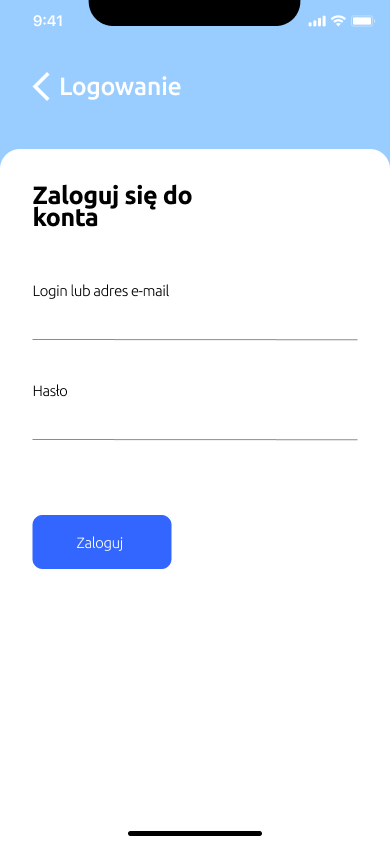 9:41
Logowanie
Zaloguj się do
konta
Login lub adres e-mail
Hasło
Zaloguj